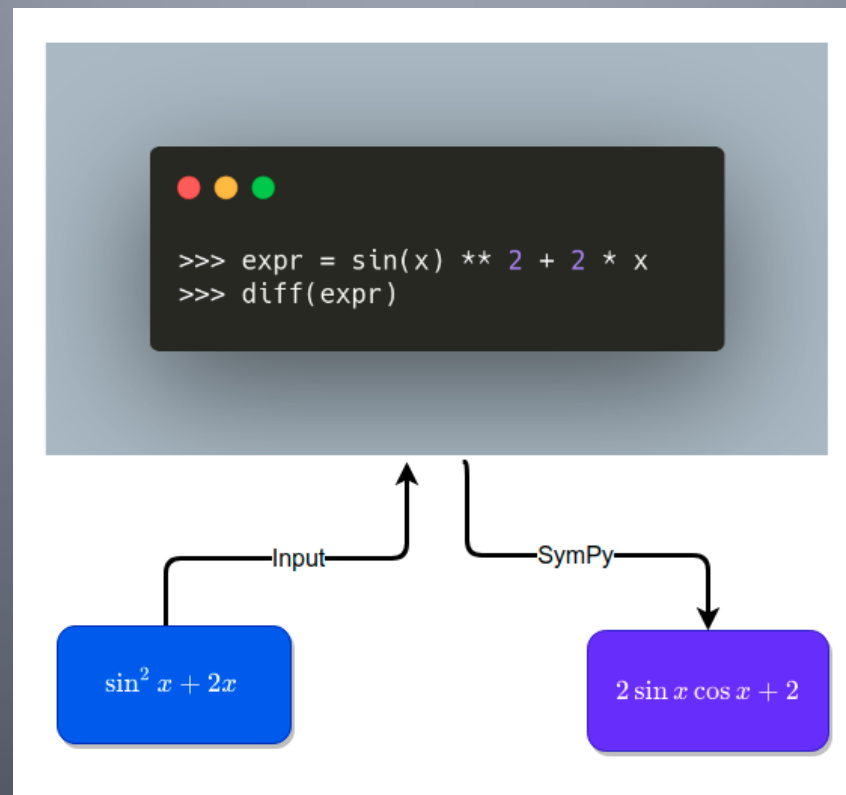 >>> expr = sin(x) ** 2 + 2 * x
>>> diff(expr)
Input
SymPy
sin² x + 2x
2 sin x cos x + 2